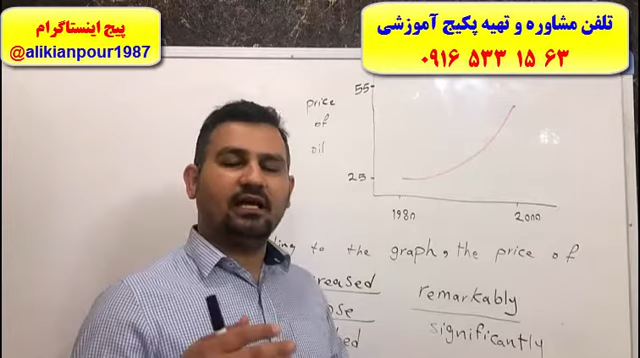 پیج اینستاگرام
@alikianpour1987
تلفن مشاوره و تهیه پکیج آموزشی
۰۹۱۶ ۵۳۳ ۱۵ ۶۳
price
of
oil
55
25
1980
2000
to the graph, the price of
remarkably
significantly